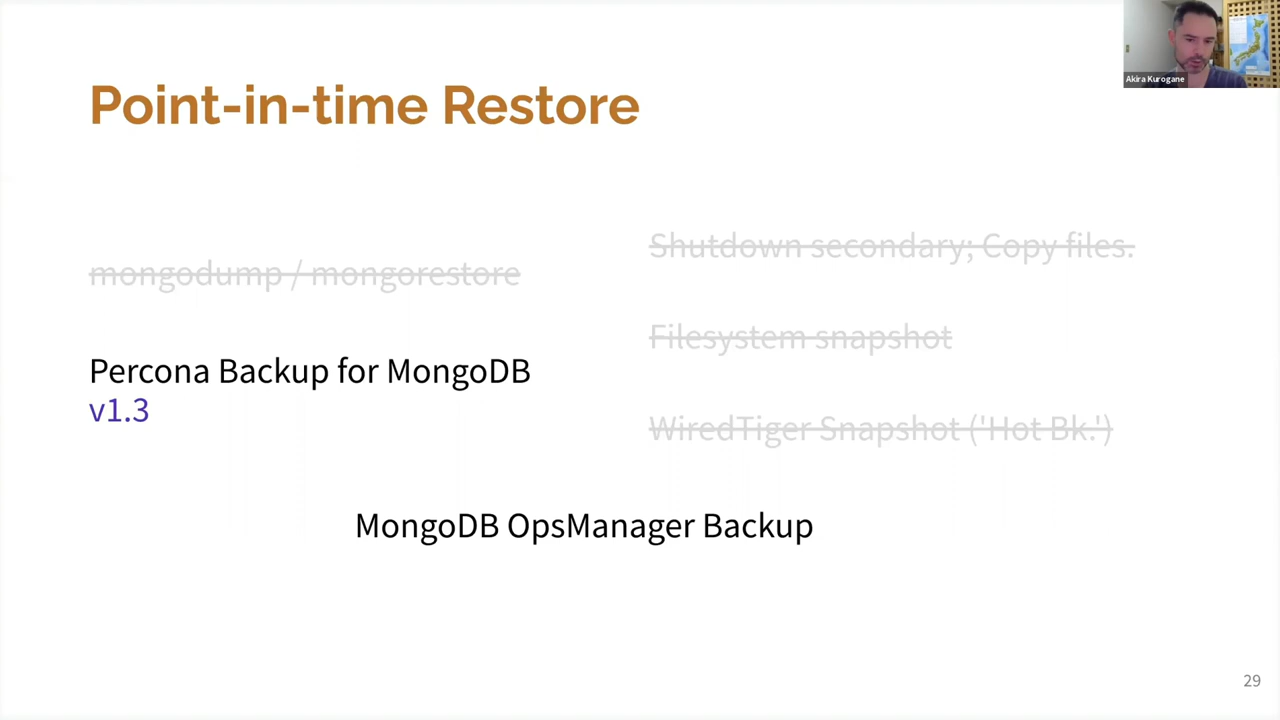 Akira Kurogane
Point-in-time Restore
mongodump / mongorestore
Percona Backup for MongoDB
v1.3
Shutdown secondary; Copy files.
Filesystem snapshot
WiredTiger Snapshot ('Hot Bk.')
MongoDB OpsManager Backup
29